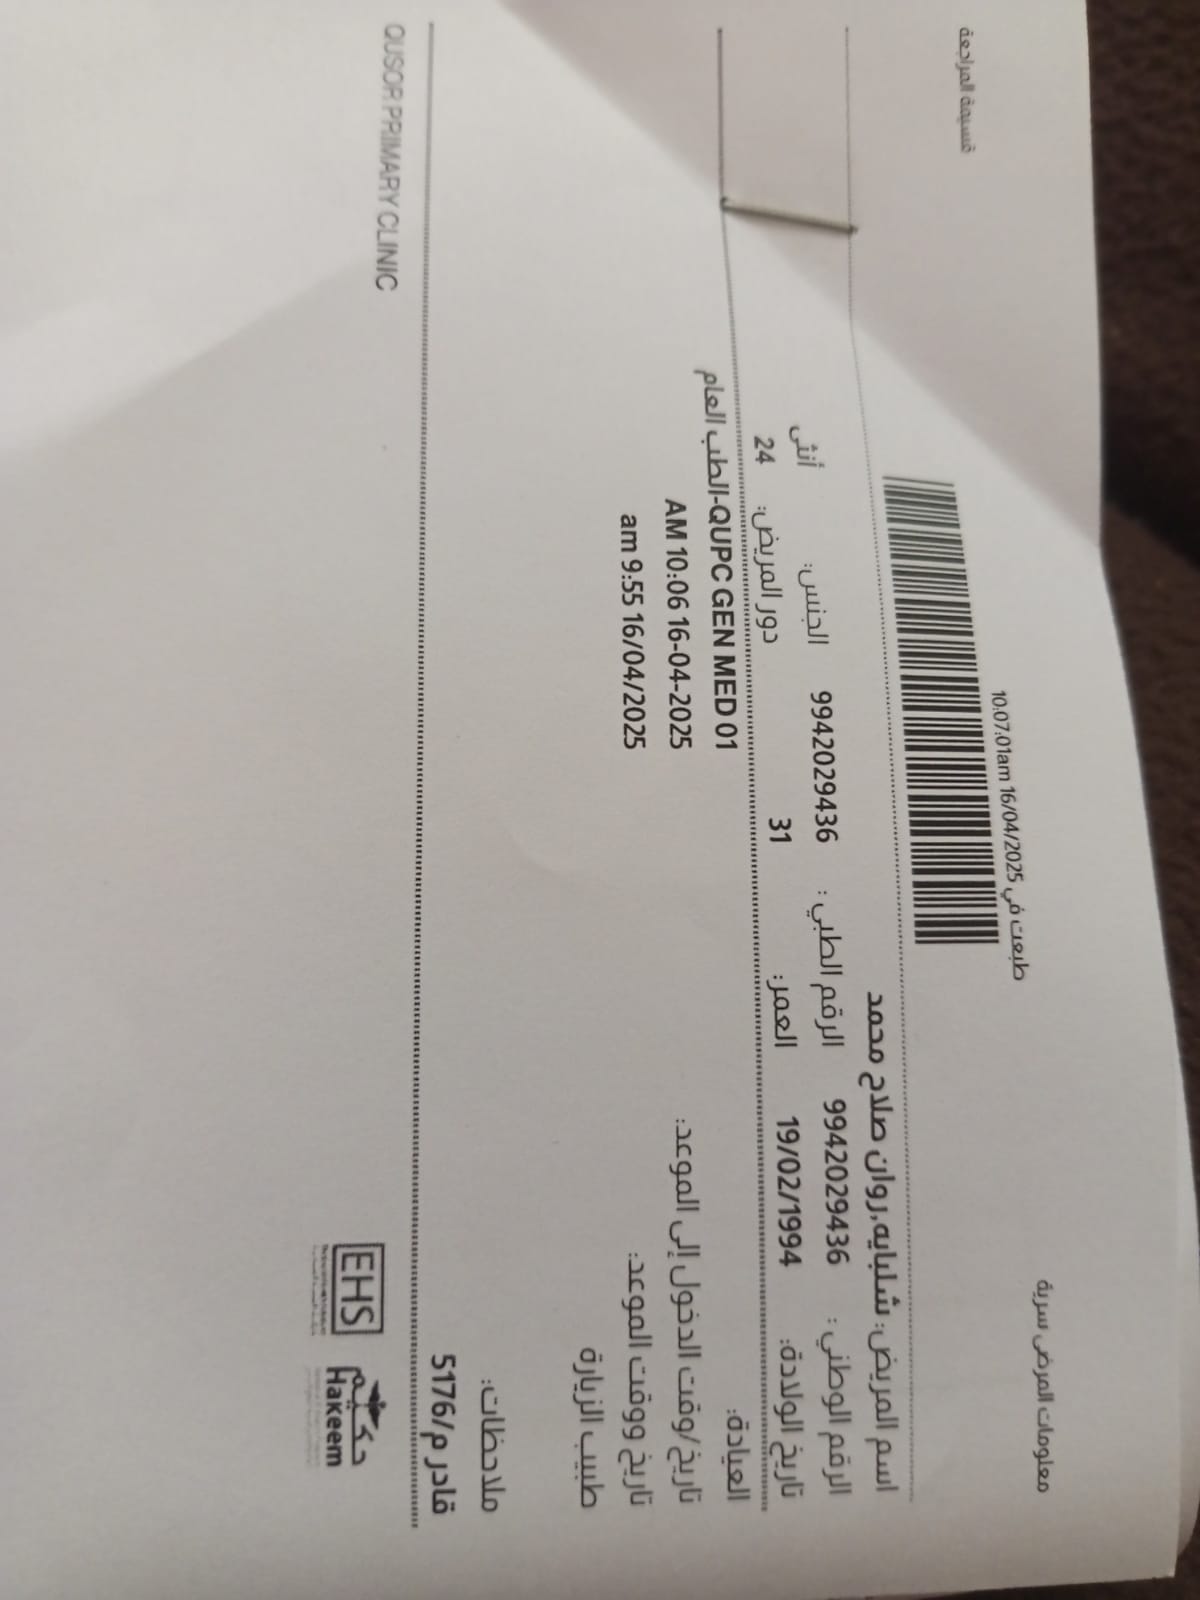 قسيمة المراجعة
معلومات المرض سرية
طبعت في 16/04/2025 10:07:01am
اسم المريض: شلبايه,روان صلاح محمد
الرقم الوطني : 9942029436 الرقم الطبي : 9942029436 الجنس: أنثى
تاريخ الولادة: 19/02/1994 العمر: 31 دور المريض: 24
العيادة: QUPC GEN MED 01-الطب العام
تاريخ/وقت الدخول إلى الموعد: 16-04-2025 10:06 AM
تاريخ ووقت الموعد: 16/04/2025 9:55 am
طبيب الزيارة
ملاحظات:
قادر م/5176
QUSOR PRIMARY CLINIC
EHS
حكيم
Hakeem